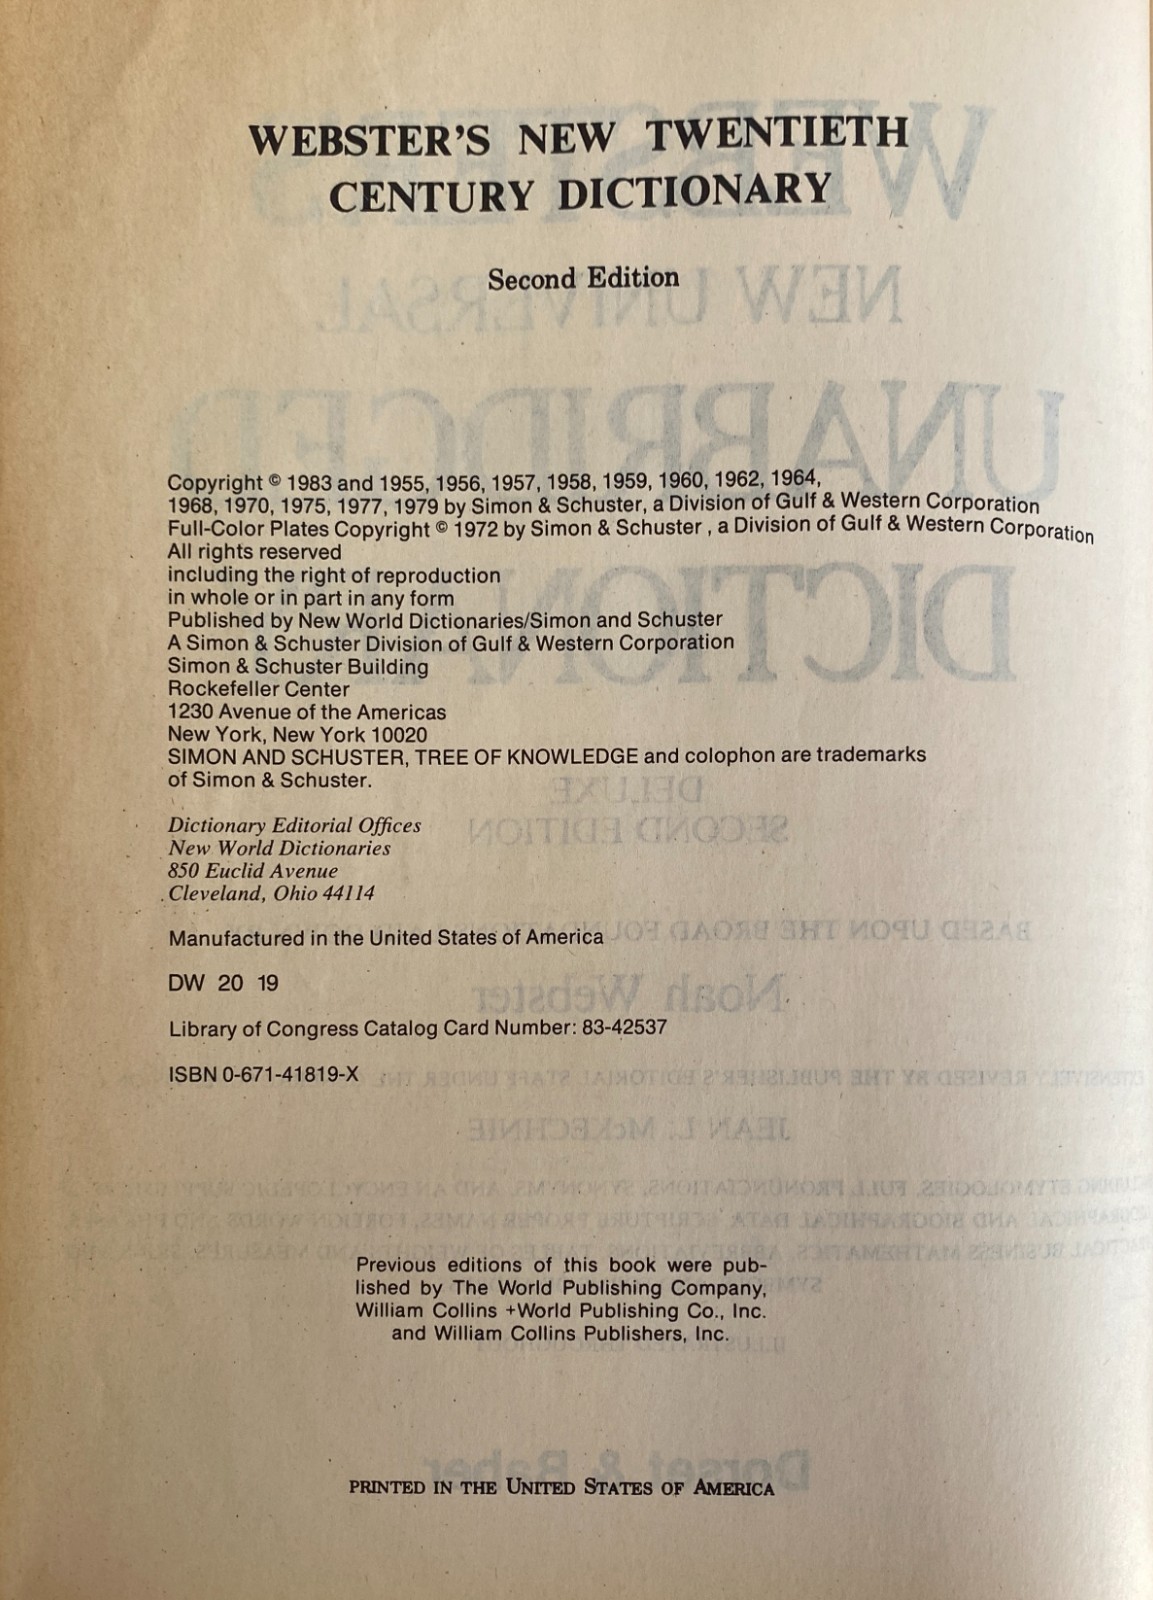 WEBSTER'S NEW TWENTIETH
CENTURY DICTIONARY
Second Edition
Copyright © 1983 and 1955, 1956, 1957, 1958, 1959, 1960, 1962, 1964,
1968, 1970, 1975, 1977, 1979 by Simon & Schuster, a Division of Gulf & Western Corporation
Full-Color Plates Copyright © 1972 by Simon & Schuster , a Division of Gulf & Western Corporation
All rights reserved
including the right of reproduction
in whole or in part in any form
Published by New World Dictionaries/Simon and Schuster
A Simon & Schuster Division of Gulf & Western Corporation
Simon & Schuster Building
Rockefeller Center
1230 Avenue of the Americas
New York, New York 10020
SIMON AND SCHUSTER, TREE OF KNOWLEDGE and colophon are trademarks
of Simon & Schuster.
Dictionary Editorial Offices
New World Dictionaries
850 Euclid Avenue
Cleveland, Ohio 44114
Manufactured in the United States of America
DW 20 19
Library of Congress Catalog Card Number: 83-42537
ISBN 0-671-41819-X
Previous editions of this book were pub-
lished by The World Publishing Company,
William Collins +World Publishing Co., Inc.
and William Collins Publishers, Inc.
PRINTED IN THE UNITED STATES OF AMERICA